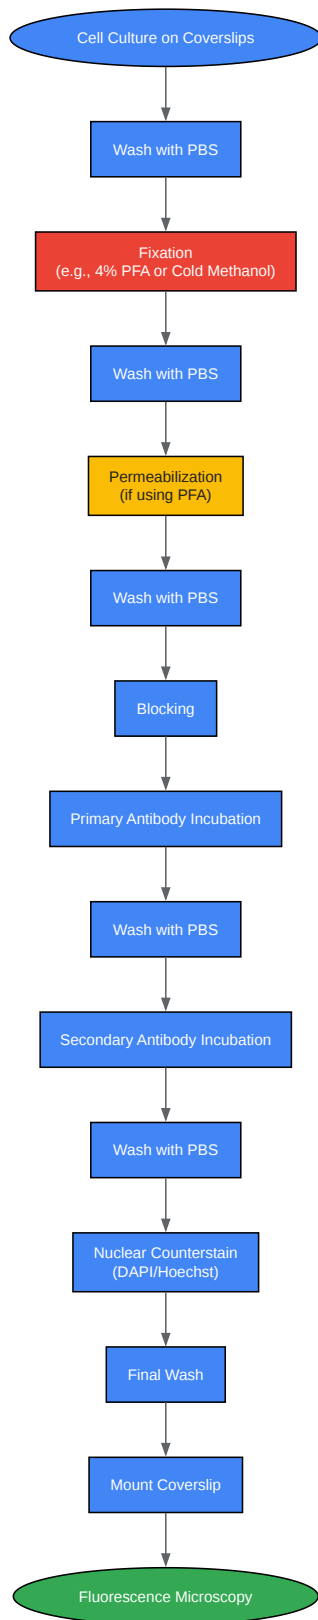 Cell Culture on Coverslips
Wash with PBS
Fixation
(e.g., 4% PFA or Cold Methanol)
Wash with PBS
Permeabilization
(if using PFA)
Wash with PBS
Blocking
Primary Antibody Incubation
Wash with PBS
Secondary Antibody Incubation
Wash with PBS
Nuclear Counterstain
(DAPI/Hoechst)
Final Wash
Mount Coverslip
Fluorescence Microscopy